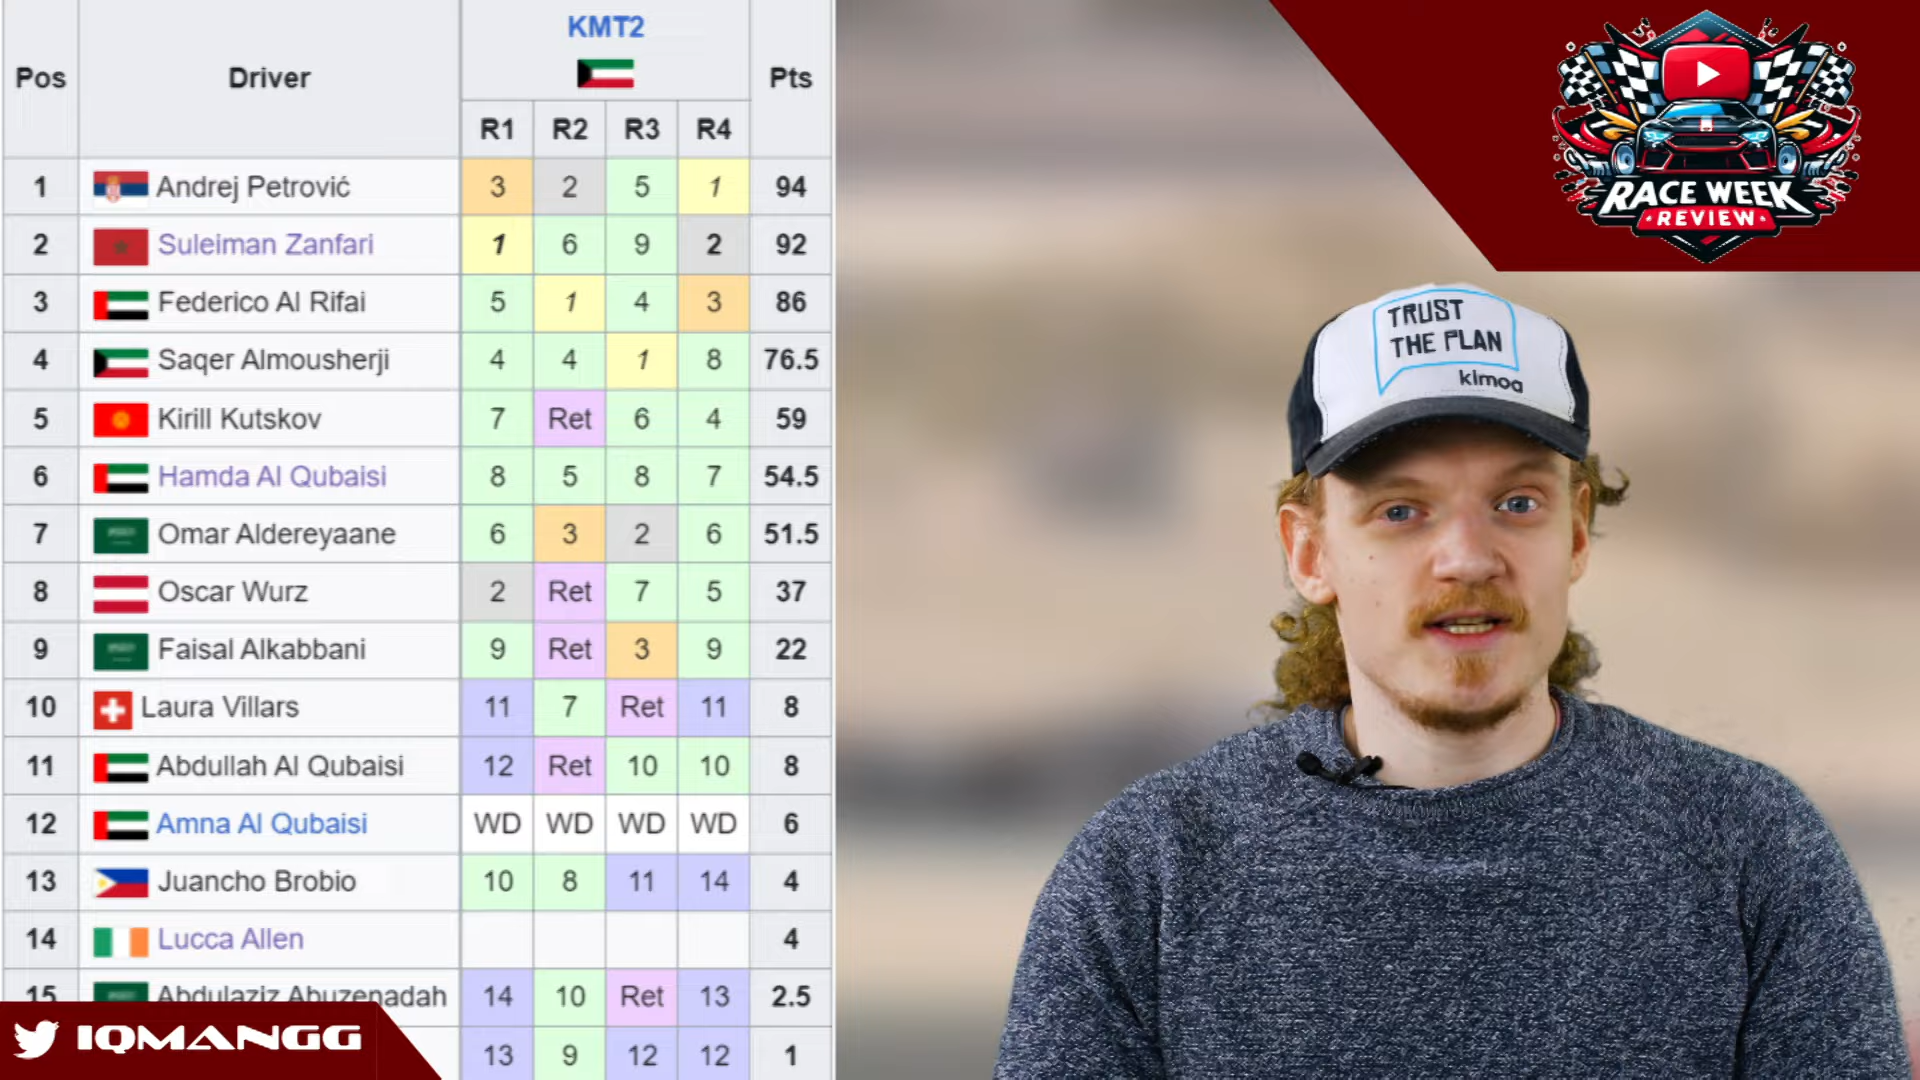 Pos Driver KMT2 Pts
R1 R2 R3 R4
1 Andrej Petrović 3 2 5 1 94
2 Suleiman Zanfari 1 6 9 2 92
3 Federico Al Rifai 5 1 4 3 86
4 Saqer Almousherji 4 4 1 8 76.5
5 Kirill Kutskov 7 Ret 6 4 59
6 Hamda Al Qubaisi 8 5 8 7 54.5
7 Omar Aldereyaane 6 3 2 6 51.5
8 Oscar Wurz 2 Ret 7 5 37
9 Faisal Alkabbani 9 Ret 3 9 22
10 Laura Villars 11 7 Ret 11 8
11 Abdullah Al Qubaisi 12 Ret 10 10 8
12 Amna Al Qubaisi WD WD WD WD 6
13 Juancho Brobio 10 8 11 14 4
14 Lucca Allen 4
15 Abdulaziz Abuzenadah 14 10 Ret 13 2.5
13 9 12 12 1
IQMANGG
RACE WEEK
REVIEW
TRUST
THE PLAN
kimoa